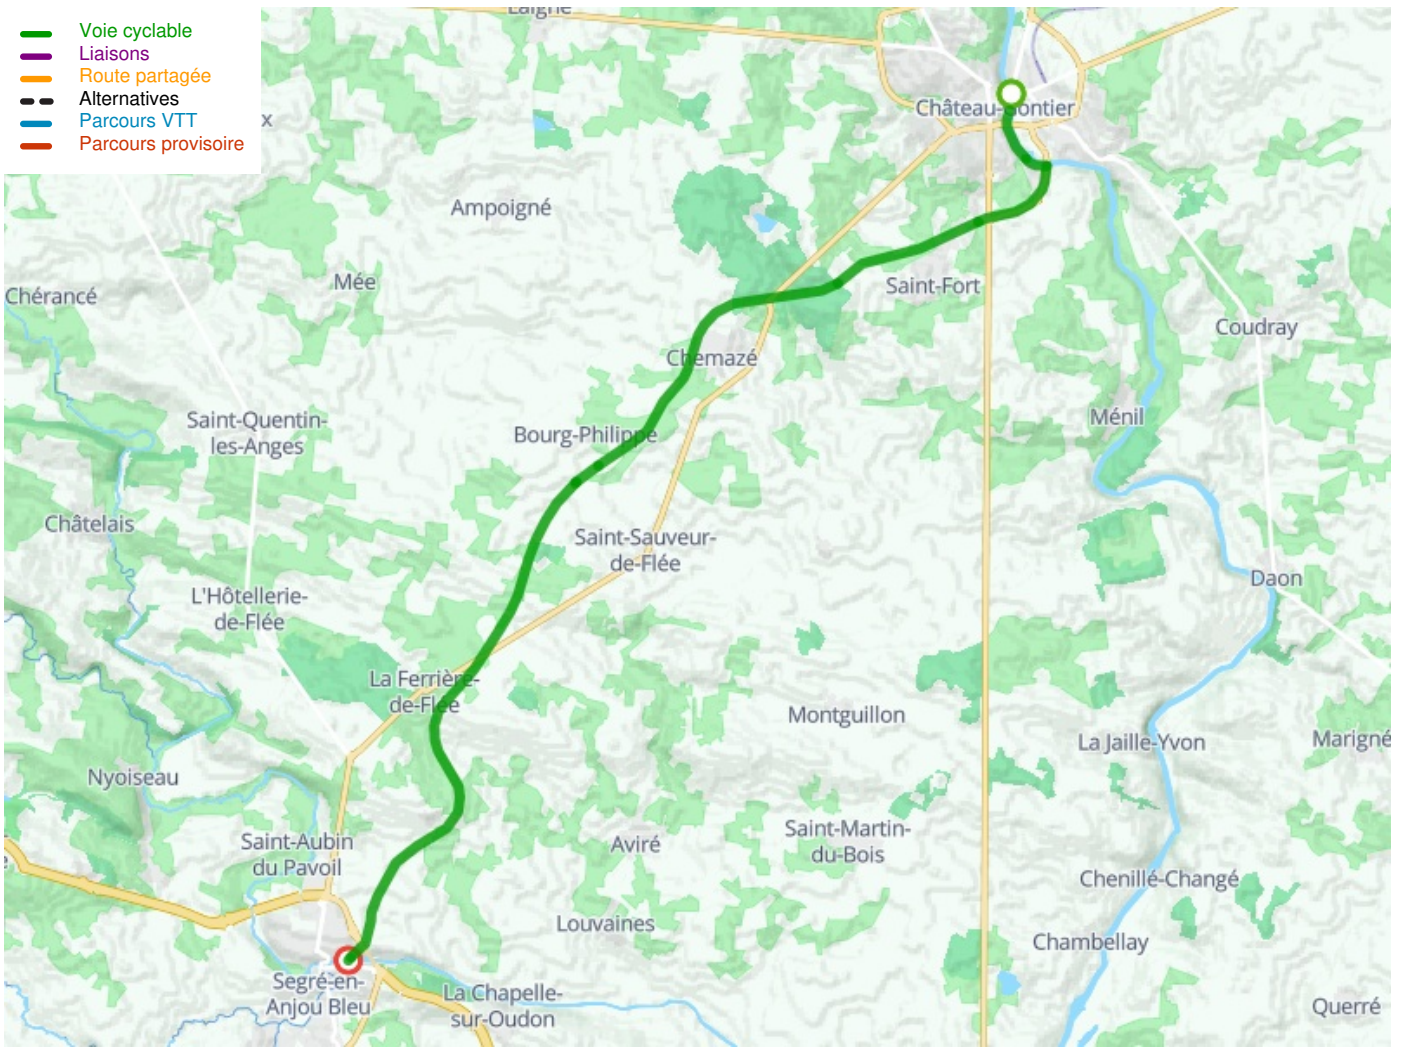 Voie cyclable
Liaisons
Route partagée
Alternatives
Parcours VTT
Parcours provisoire
Laigné
x
Château-Gontier
Ampoigné
Mée
Chérancé
Saint-Fort
Coudray
Chemazé
Saint-Quentin-
les-Anges
Bourg-Philippe
Ménil
Châtelais
Saint-Sauveur-
de-Flée
Daon
L'Hôtellerie-
de-Flée
La Ferrière-
de-Flée
Montguillon
La Jaille-Yvon
Marigné
Nyoiseau
Saint-Aubin
du Pavoil
Aviré
Saint-Martin-
du-Bois
e
Chenillé-Changé
Louvaines
Chambellay
Segré-en-
Anjou Bleu
La Chapelle-
sur-Oudon
Querré